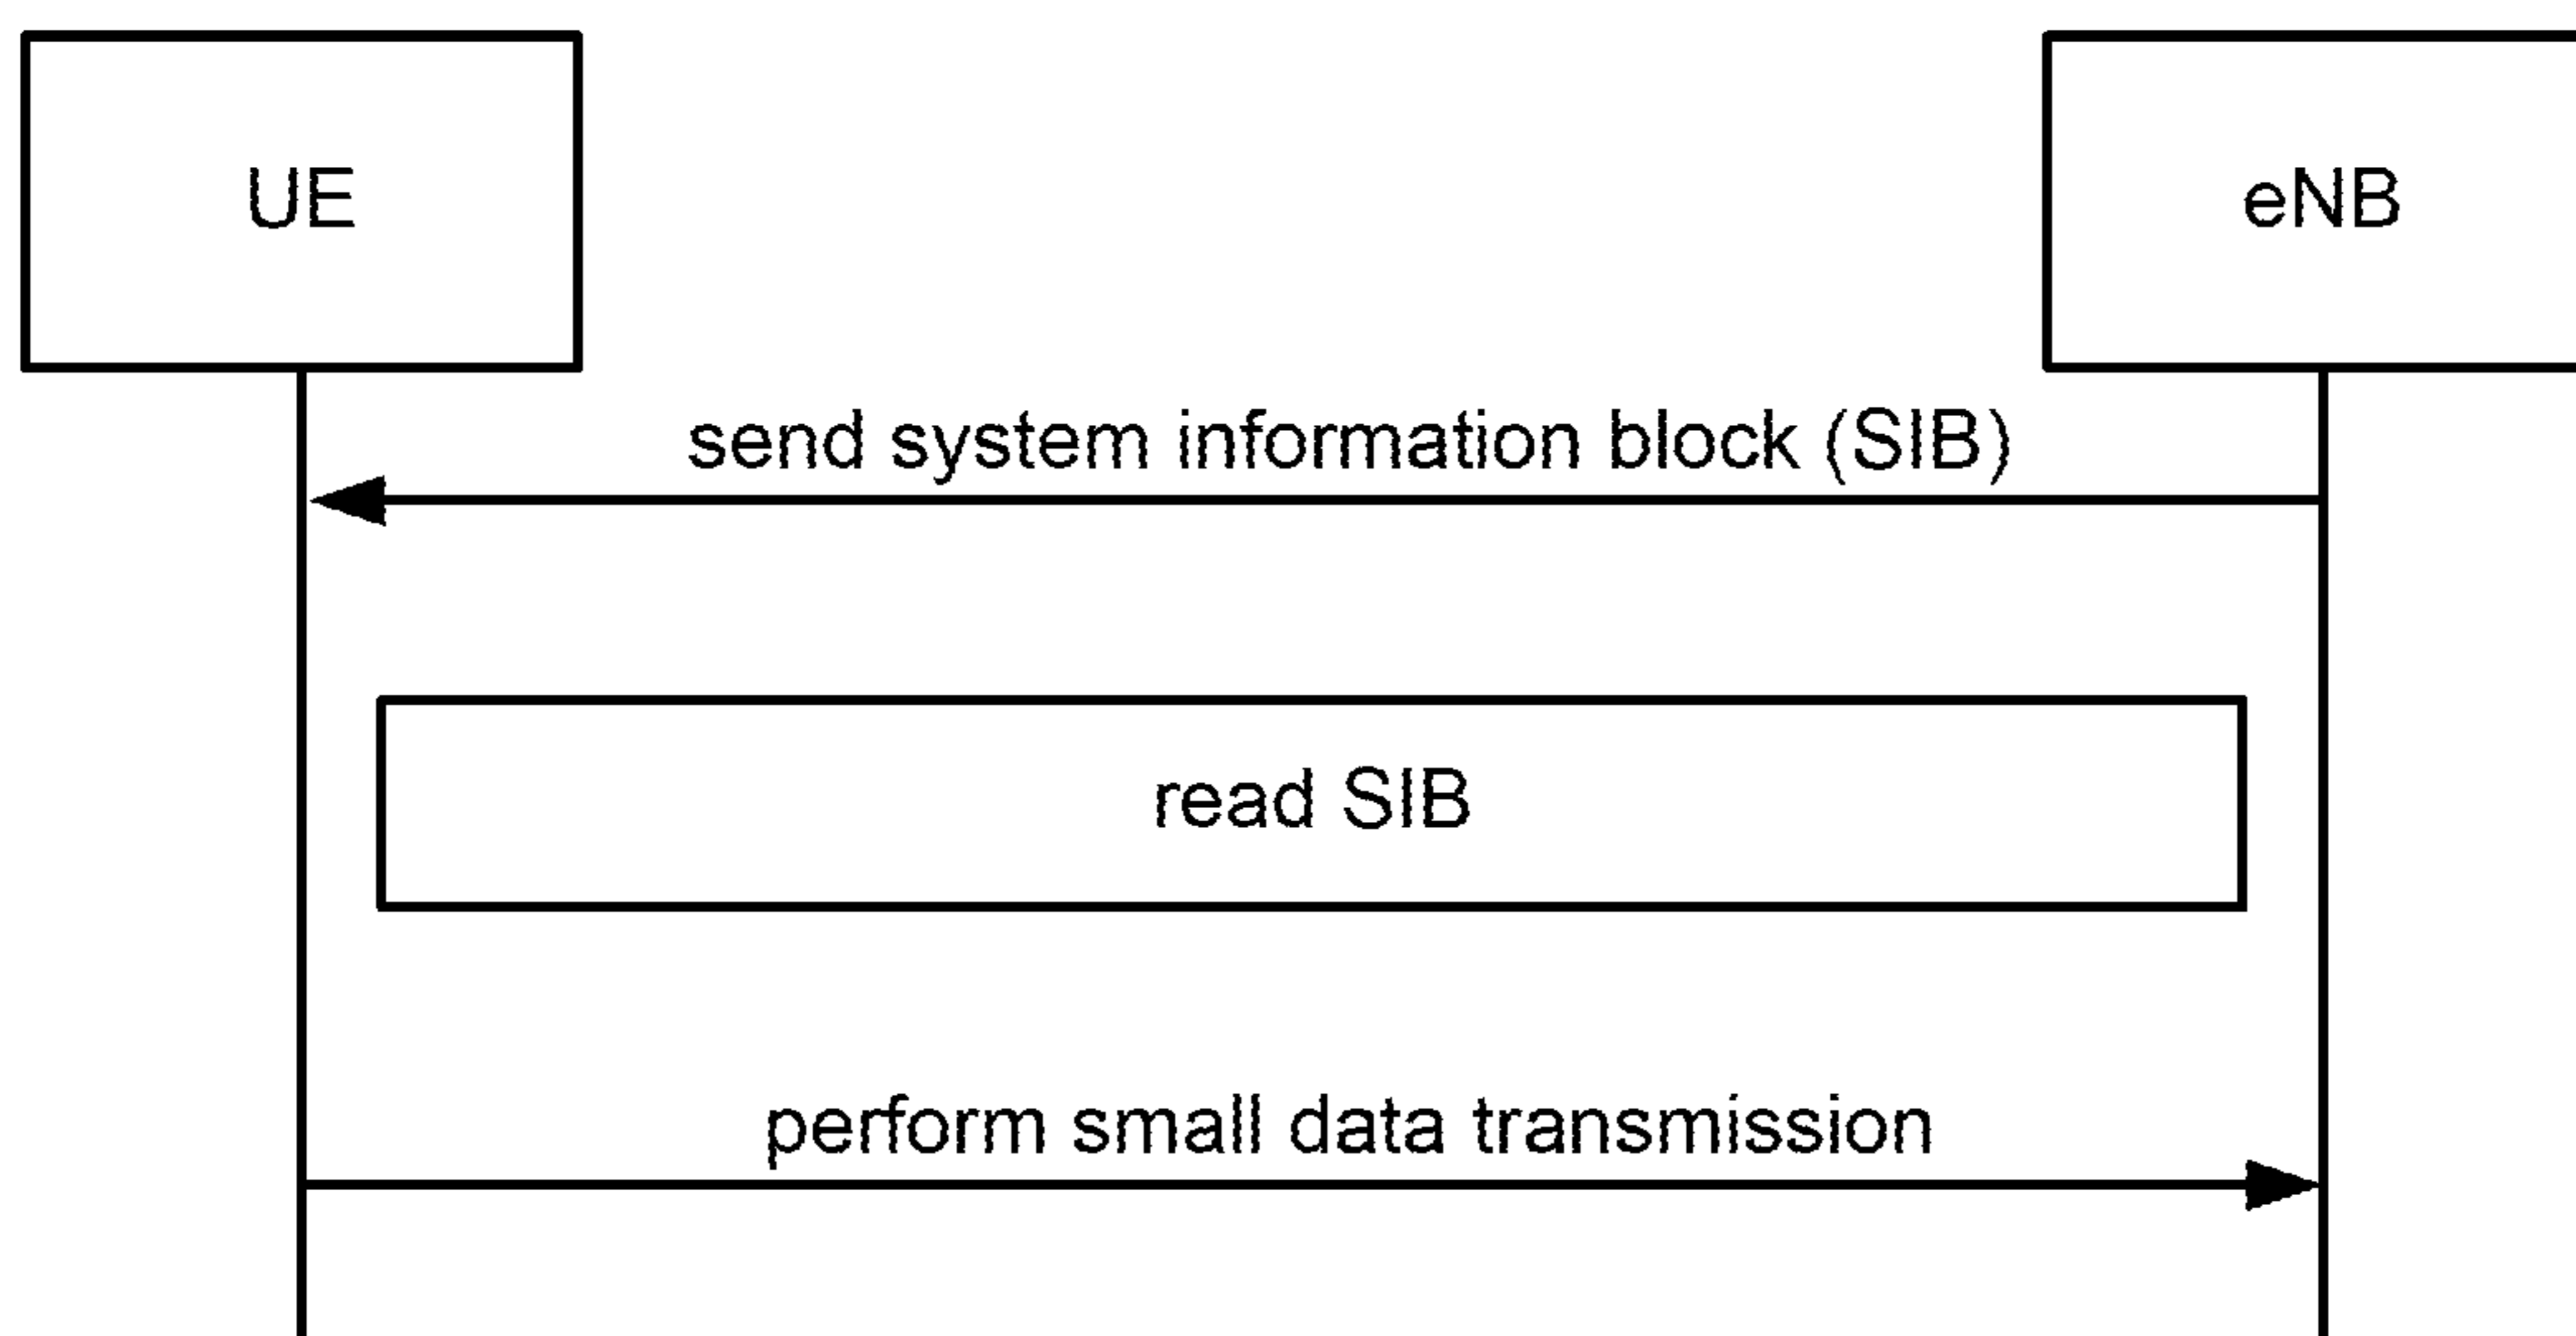 UE
eNB
send system information block (SIB)
read SIB
perform small data transmission